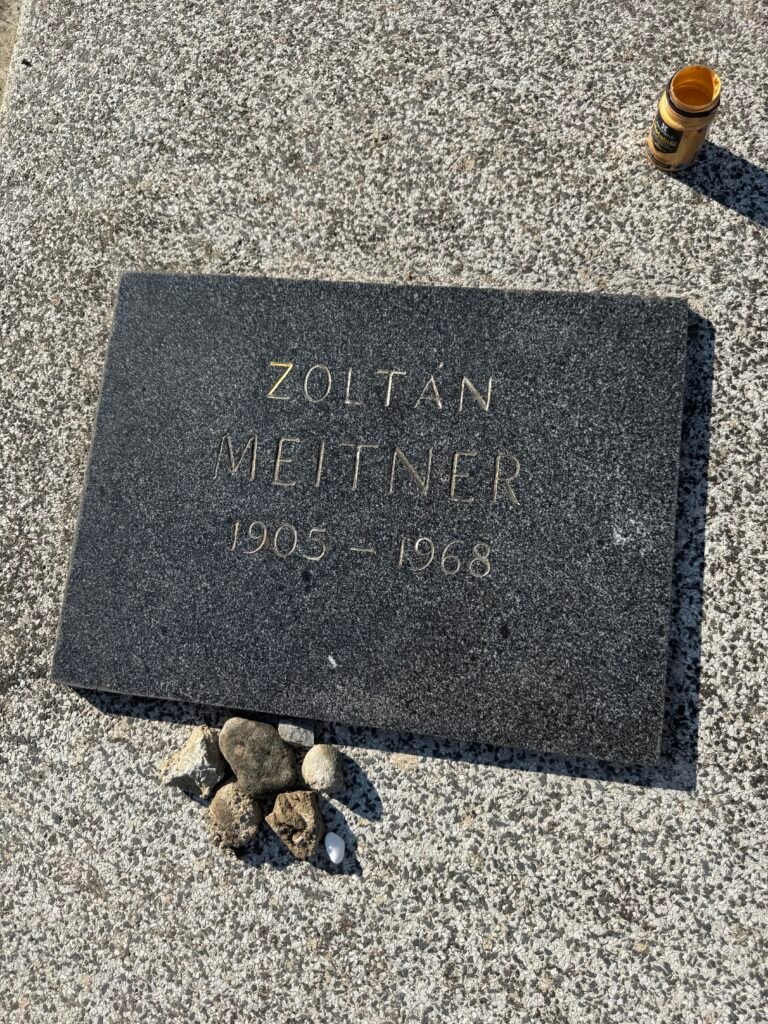 ZOLTÁN
MEITNER
1905 – 1968